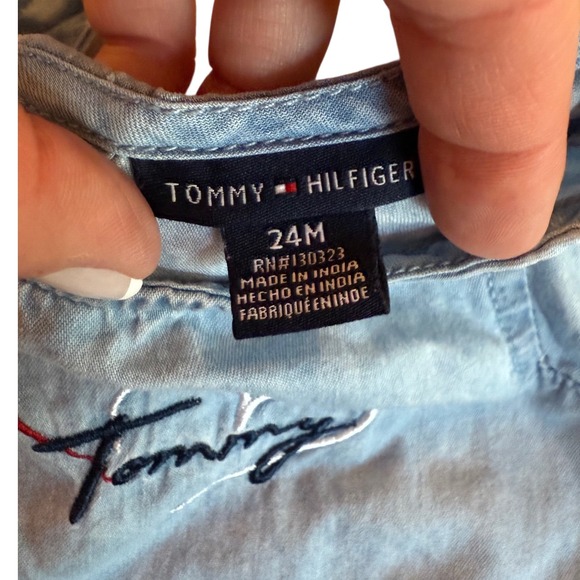 TOMMY HILFIGER
24M
RN#130323
MADE IN INDIA
HECHO EN INDIA
FABRIQUÉ EN INDE
Tommy